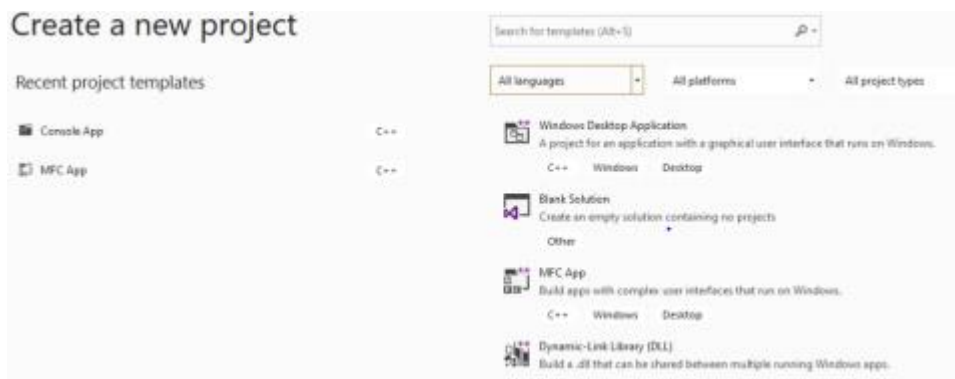 Create a new project
Search for templates (Alt+S)
Recent project templates
All languages
All platforms
All project types
Console App
C++
MFC App
C++
Windows Desktop Application
A project for an application with a graphical user interface that runs on Windows.
C++ Windows Desktop
Blank Solution
Create an empty solution containing no projects
Other
MFC App
Build apps with complex user interfaces that run on Windows.
C++ Windows Desktop
Dynamic-Link Library (DLL)
Build a .dll that can be shared between multiple running Windows apps.